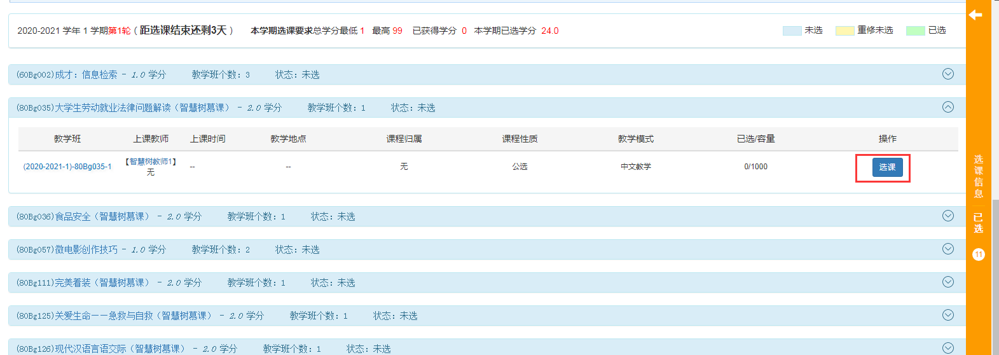 2020-2021 学年 1 学期第1轮（距选课结束还剩3天） 本学期选课要求总学分最低 1 最高 99 已获得学分 0 本学期已选学分 24.0
未选 重修未选 已选
(60Bg002)成才：信息检索 - 1.0 学分 教学班个数：3 状态：未选
(80Bg035)大学生劳动就业法律问题解读（智慧树慕课） - 2.0 学分 教学班个数：1 状态：未选
教学班 上课教师 上课时间 教学地点 课程归属 课程性质 教学模式 已选/容量 操作
(2020-2021-1)-80Bg035-1 【智慧树教师1】 -- -- 无 公选 中文教学 0/1000 选课
无
(80Bg036)食品安全（智慧树慕课） - 2.0 学分 教学班个数：1 状态：未选
(80Bg057)微电影创作技巧 - 1.0 学分 教学班个数：2 状态：未选
(80Bg111)完美着装（智慧树慕课） - 2.0 学分 教学班个数：1 状态：未选
(80Bg125)关爱生命——急救与自救（智慧树慕课） - 2.0 学分 教学班个数：1 状态：未选
(80Bg126)现代汉语言语交际（智慧树慕课） - 2.0 学分 教学班个数：1 状态：未选
选课信息
已选
11